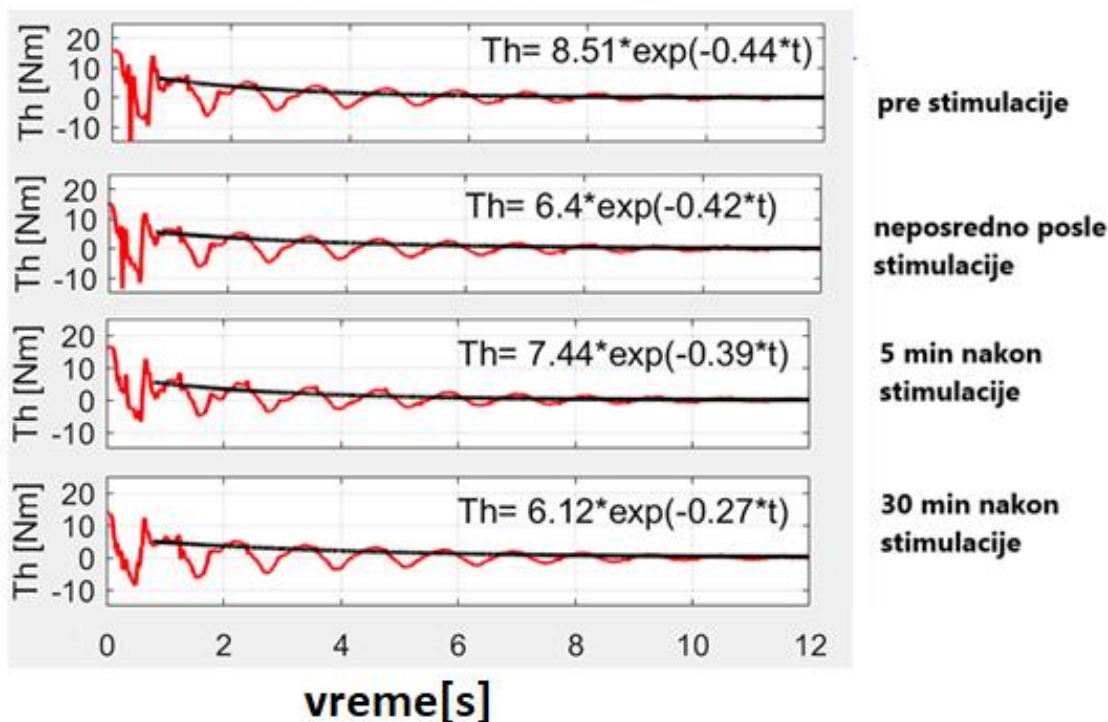 20
10
0
-10
Th [Nm]
Th= 8.51*exp(-0.44*t)
pre stimulacije
20
10
0
-10
Th [Nm]
Th= 6.4*exp(-0.42*t)
neposredno posle
stimulacije
20
10
0
-10
Th [Nm]
Th= 7.44*exp(-0.39*t)
5 min nakon
stimulacije
20
10
0
-10
Th [Nm]
Th= 6.12*exp(-0.27*t)
30 min nakon
stimulacije
0 2 4 6 8 10 12
vreme[s]